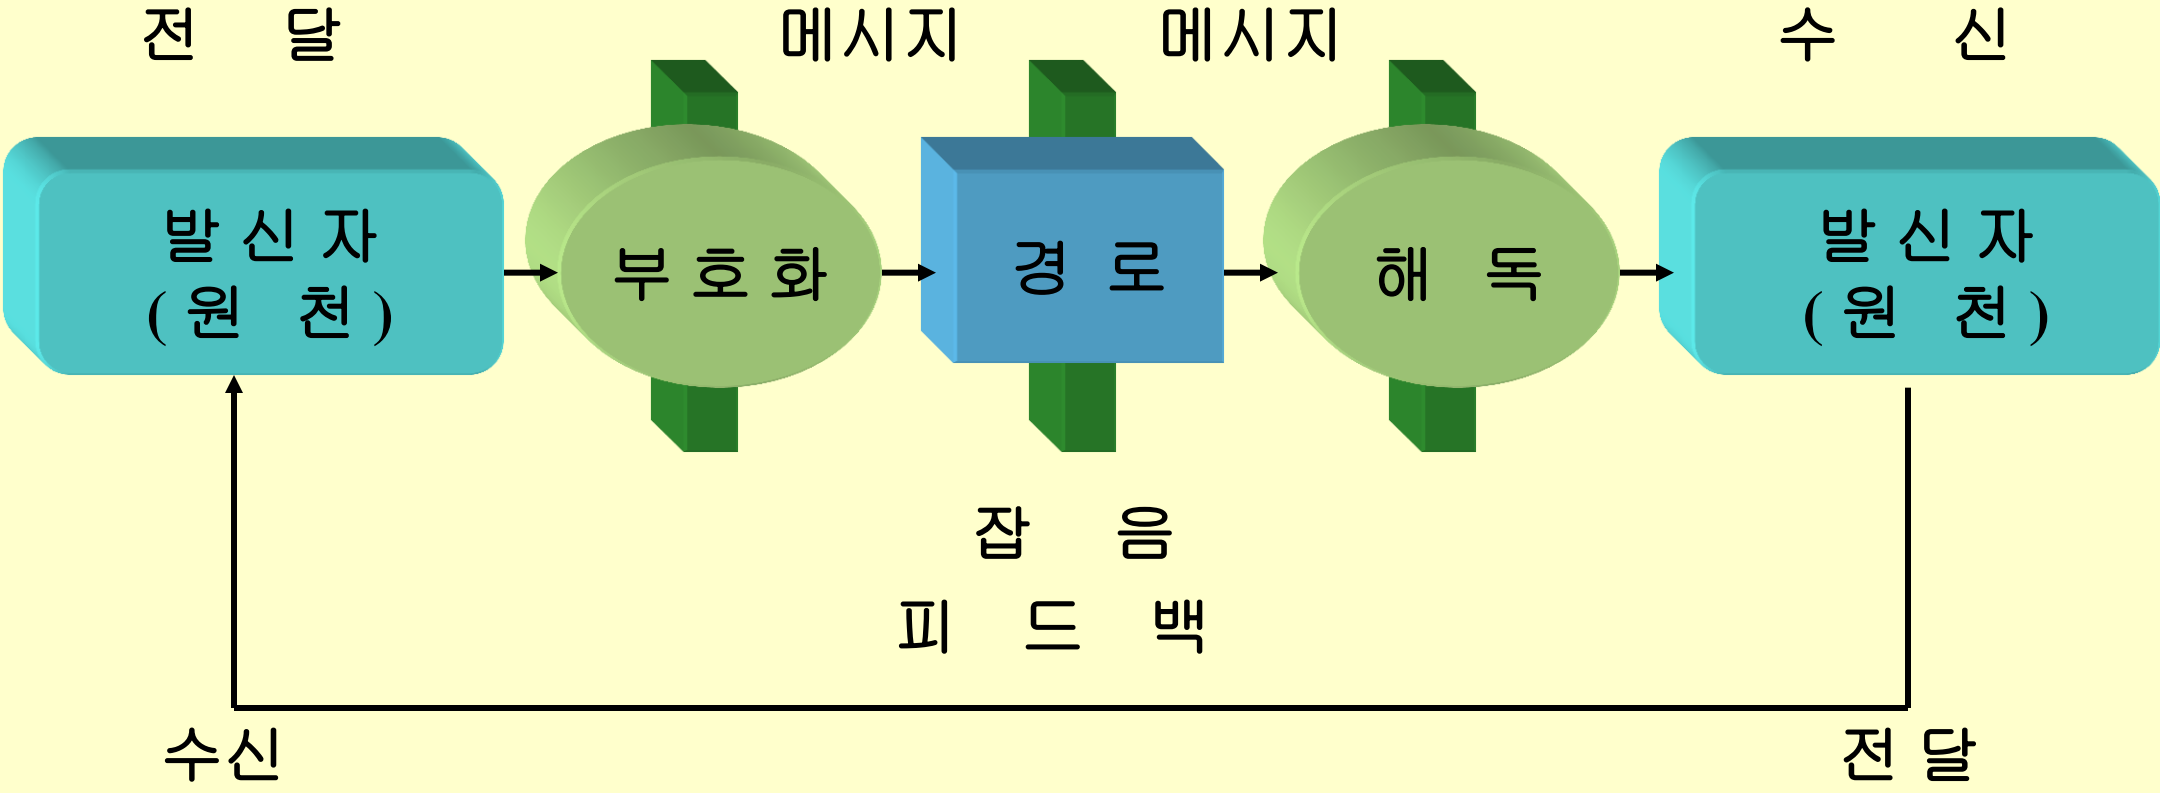 전 달 메시지 메시지 수 신
발신자 부호화 경 로 해 독 발신자
(원 천) (원 천)
잡 음
피 드 백
수신 전달